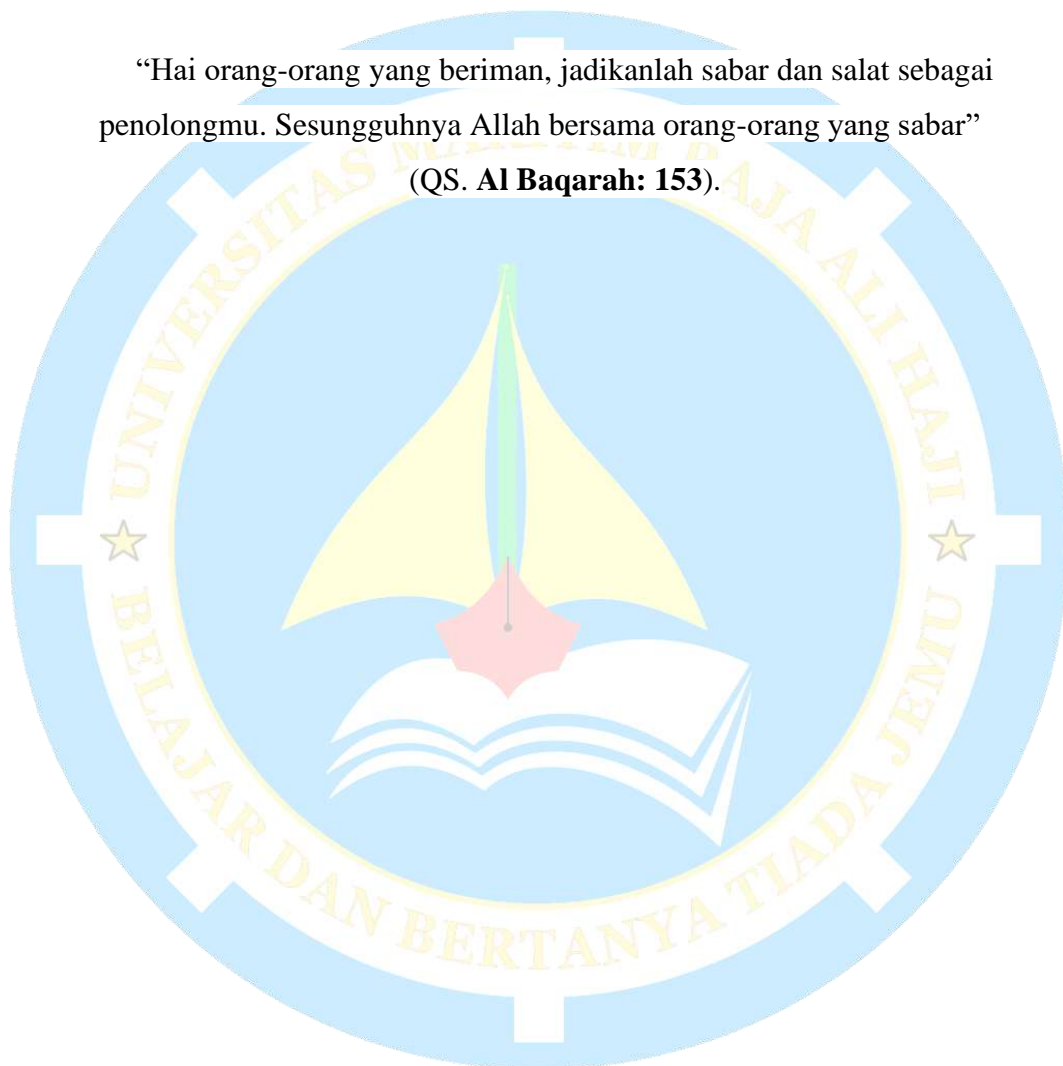 “Hai orang-orang yang beriman, jadikanlah sabar dan salat sebagai
penolongmu. Sesungguhnya Allah bersama orang-orang yang sabar”
(QS. Al Baqarah: 153).
UNIVERSITAS MARITIM RAJA ALI HAJI
BELAJAR DAN BERTANYA TIADA JEMU